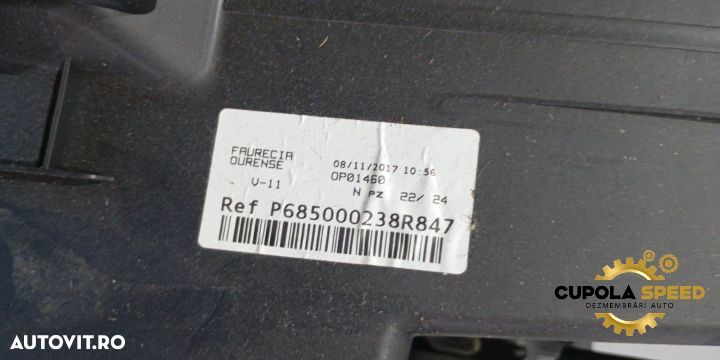 FAURECIA
OURENSE
08/11/2017 10:56
OP01460
V-11
N PZ 22/ 24
Ref P685000238R847
CUPOLA SPEED
DEZMEMBRĂRI AUTO
AUTOVIT.RO